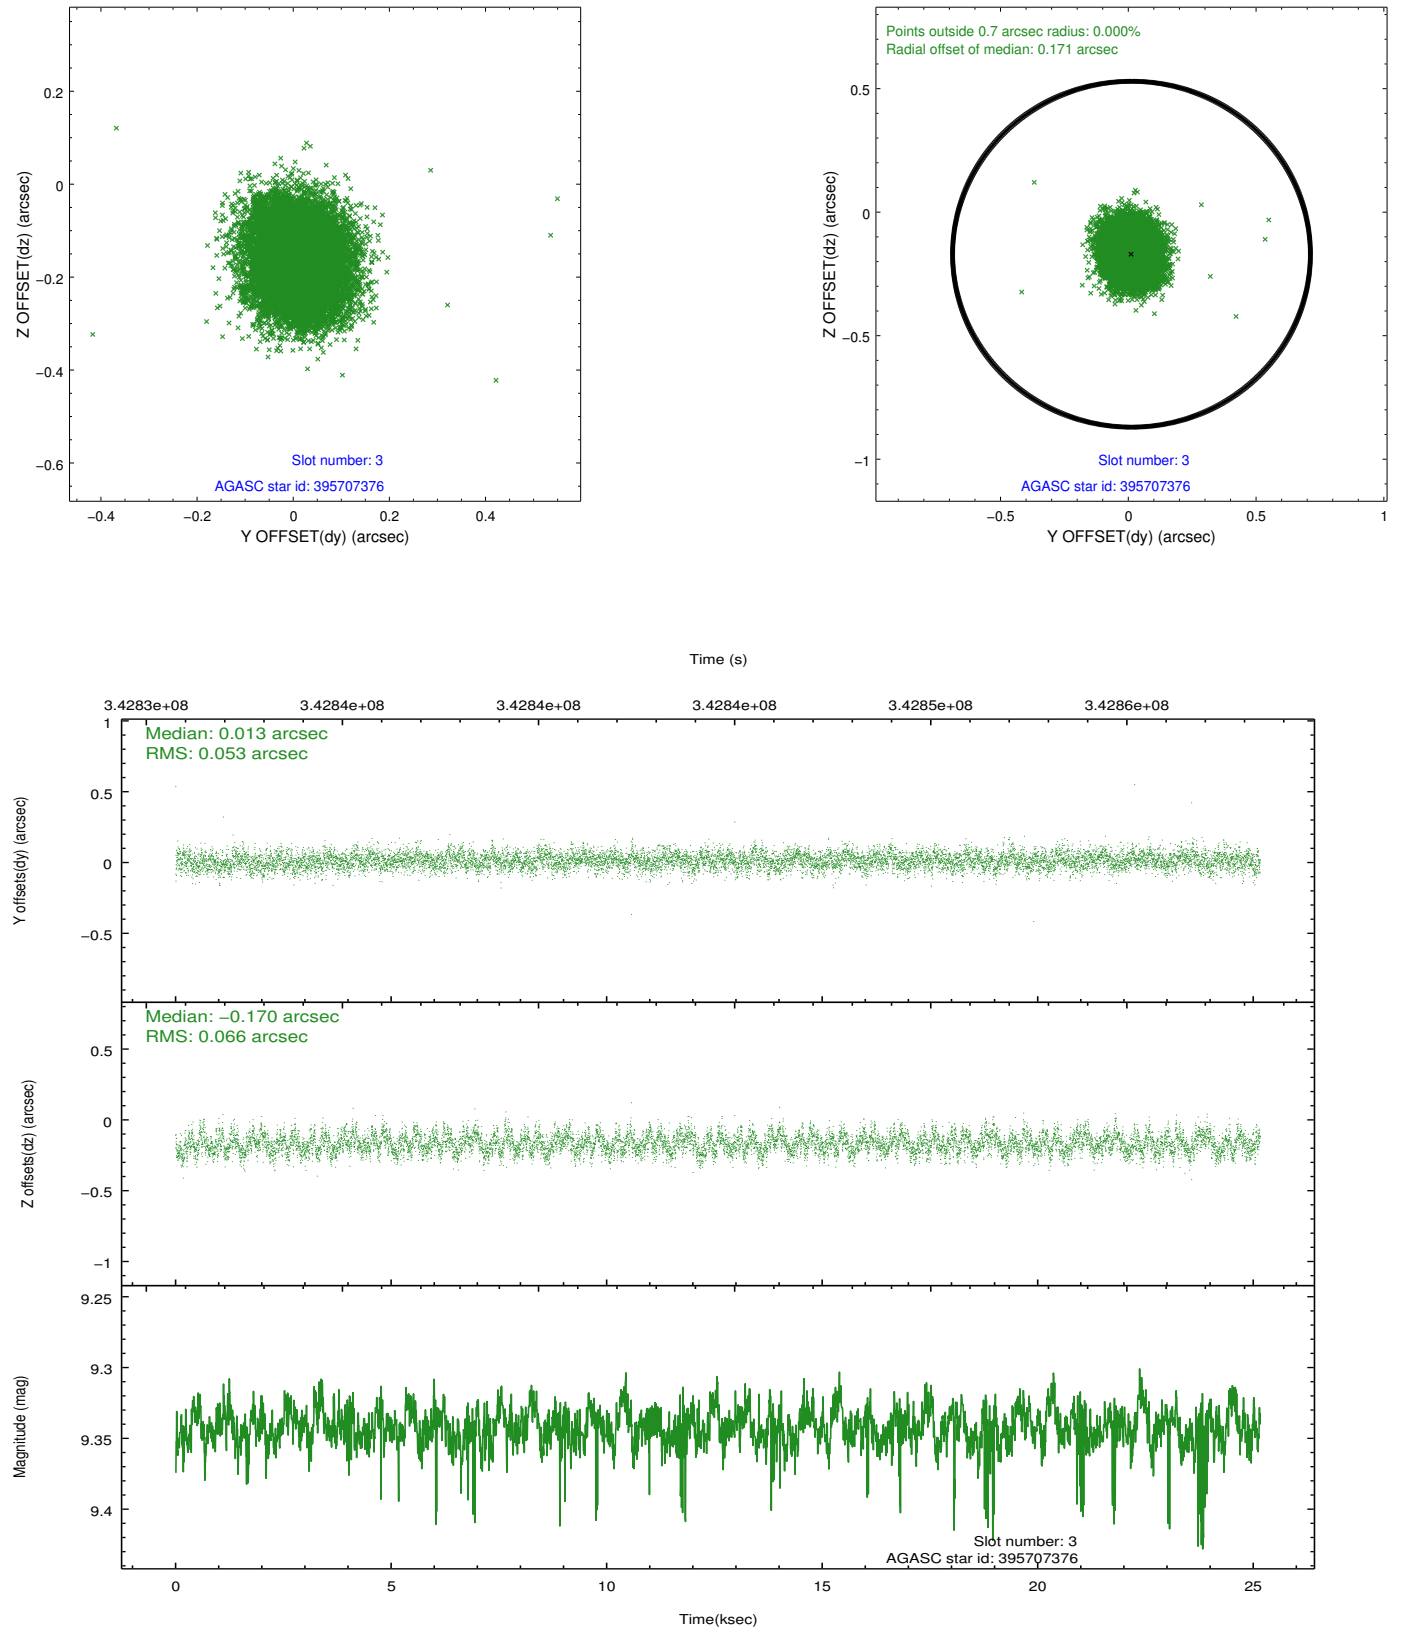 0.2
0
−0.2
−0.4
−0.6
Z OFFSET(dz) (arcsec)
Slot number: 3
AGASC star id: 395707376
−0.4
−0.2
0
0.2
0.4
Y OFFSET(dy) (arcsec)
Points outside 0.7 arcsec radius: 0.000%
Radial offset of median: 0.171 arcsec
0.5
0
−0.5
−1
Z OFFSET(dz) (arcsec)
Slot number: 3
AGASC star id: 395707376
−0.5
0
0.5
1
Y OFFSET(dy) (arcsec)
Time (s)
3.4283e+08
3.4284e+08
3.4284e+08
3.4284e+08
3.4285e+08
3.4286e+08
Median: 0.013 arcsec
RMS: 0.053 arcsec
1
0.5
0
−0.5
Y offsets(dy) (arcsec)
Median: −0.170 arcsec
RMS: 0.066 arcsec
0.5
0
−0.5
−1
Z offsets(dz) (arcsec)
9.25
9.3
9.35
9.4
Magnitude (mag)
Slot number: 3
AGASC star id: 395707376
0
5
10
15
20
25
Time(ksec)